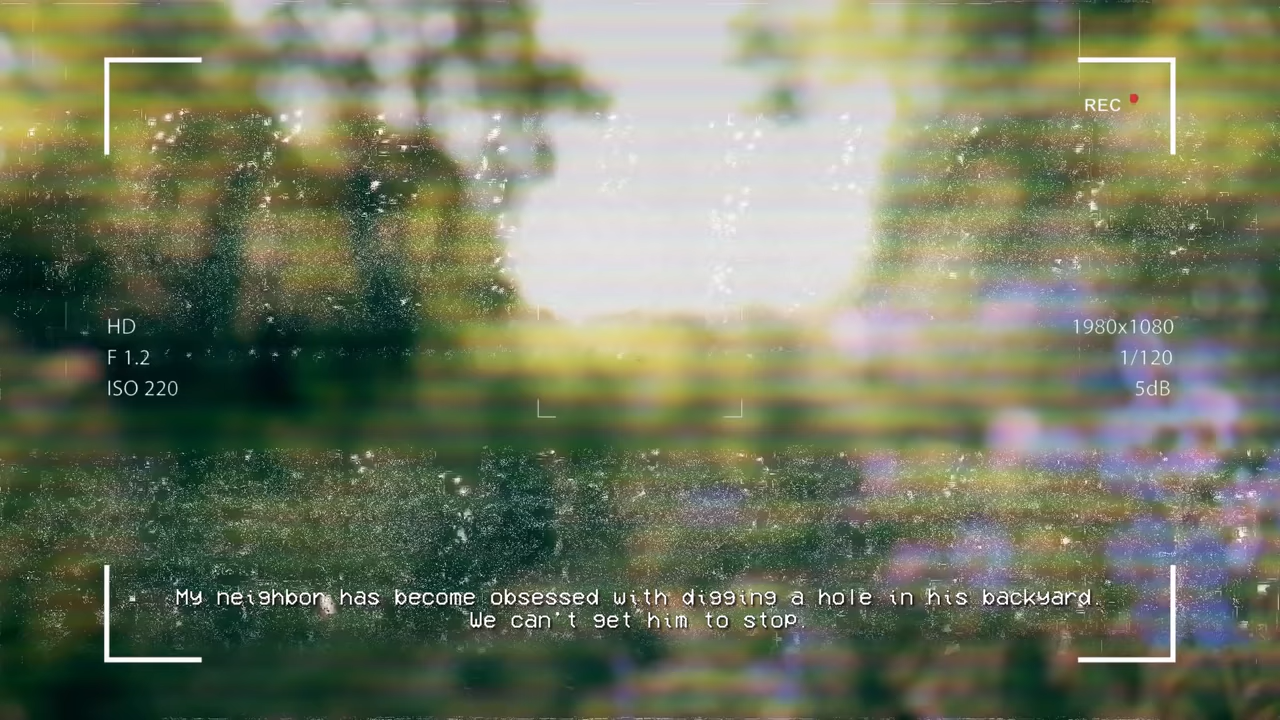 REC
HD
F 1.2
ISO 220
1980x1080
1/120
5dB
My neighbor has become obsessed with digging a hole in his backyard.
We can't get him to stop.